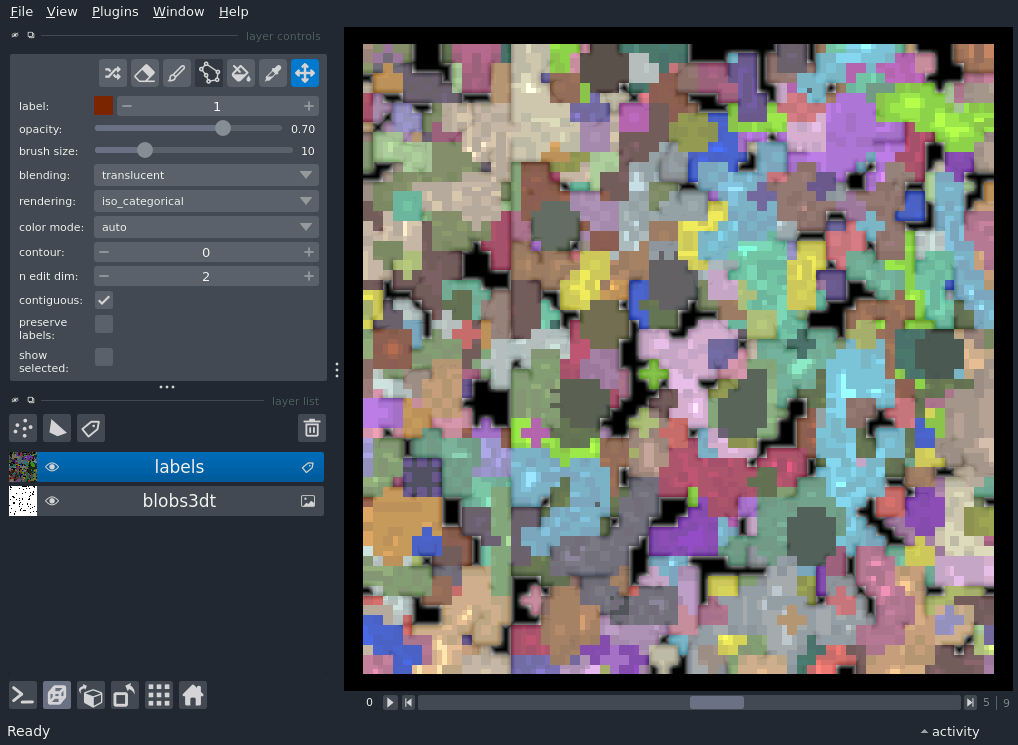 File View Plugins Window Help
layer controls
label: 1
opacity: 0.70
brush size: 10
blending: translucent
rendering: iso_categorical
color mode: auto
contour: 0
n edit dim: 2
contiguous:
preserve
labels:
show
selected:
layer list
labels
blobs3dt
0 5 9
Ready activity